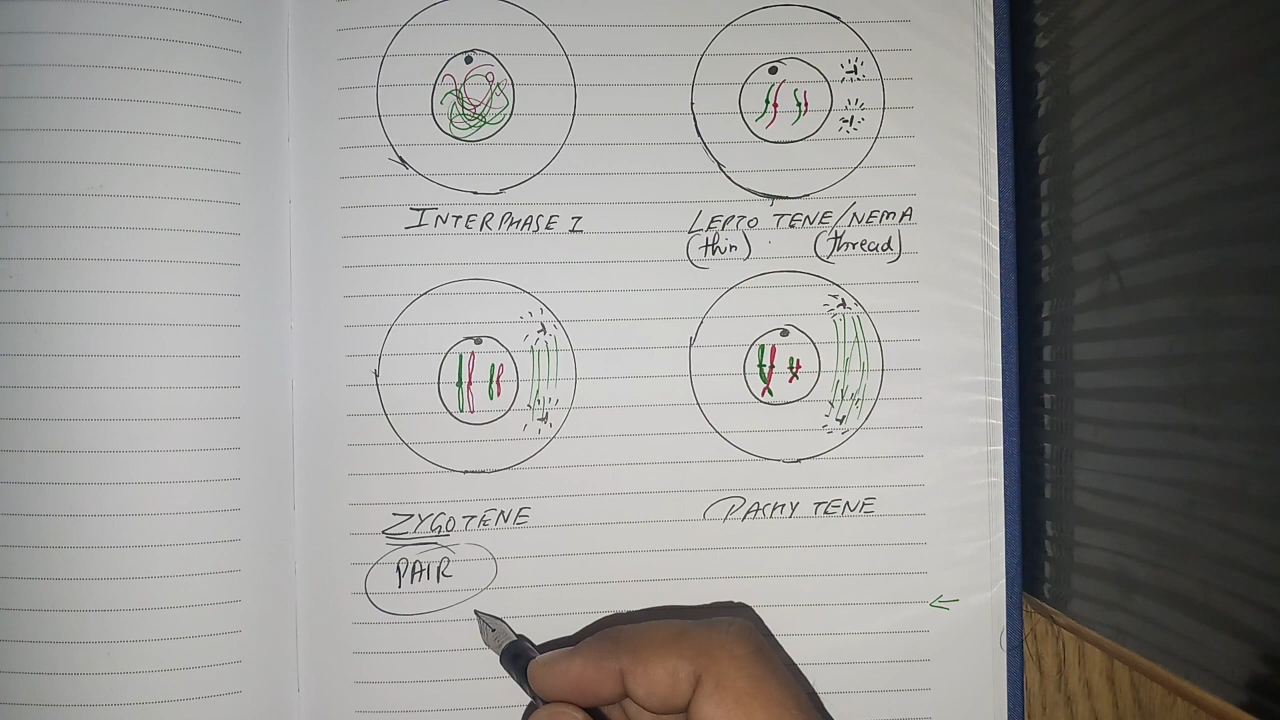 INTERPHASE I
LEPTO TENE/NEMA
(thin) (thread)
ZYGOTENE
PACHY TENE
PAIR